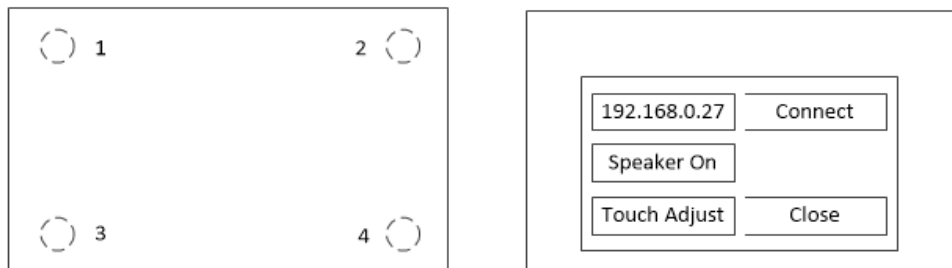 1 2
3 4
192.168.0.27 Connect
Speaker On
Touch Adjust Close